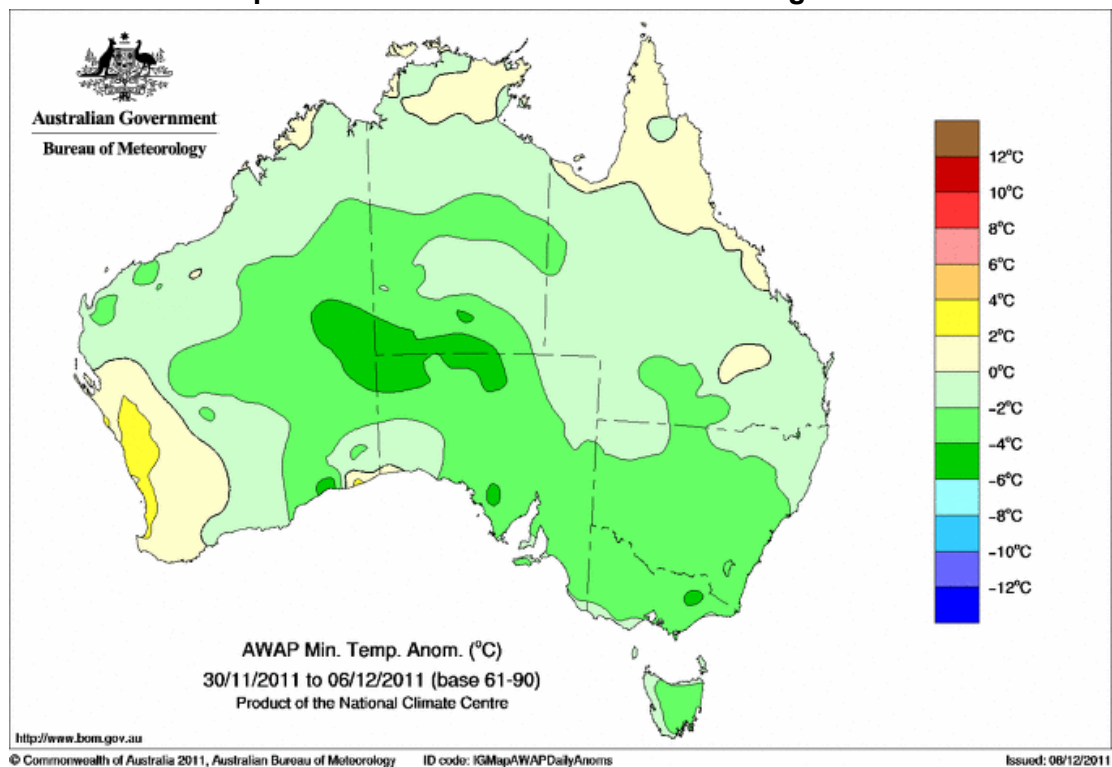 Australian Government
Bureau of Meteorology
12°C
10°C
8°C
6°C
4°C
2°C
0°C
-2°C
-4°C
-6°C
-8°C
-10°C
-12°C
AWAP Min. Temp. Anom. (°C)
30/11/2011 to 06/12/2011 (base 61-90)
Product of the National Climate Centre
http://www.bom.gov.au
© Commonwealth of Australia 2011, Australian Bureau of Meteorology ID code: IGMapAWAPDailyAnoms Issued: 08/12/2011